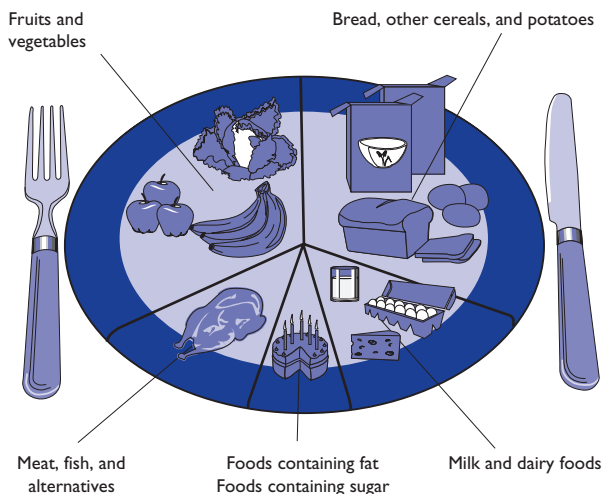 Fruits and
vegetables
Bread, other cereals, and potatoes
Meat, fish, and
alternatives
Foods containing fat
Foods containing sugar
Milk and dairy foods